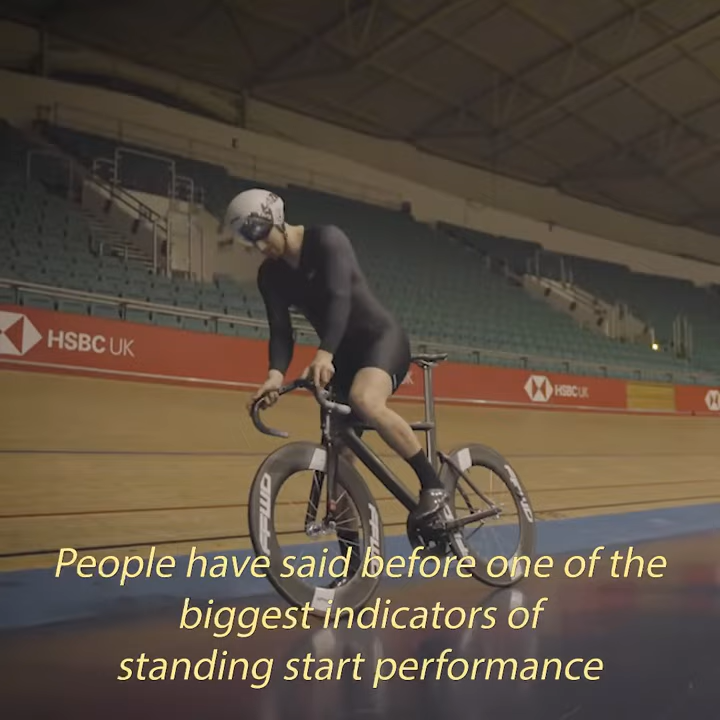 HSBC UK
HSBC UK
People have said before one of the
biggest indicators of
standing start performance